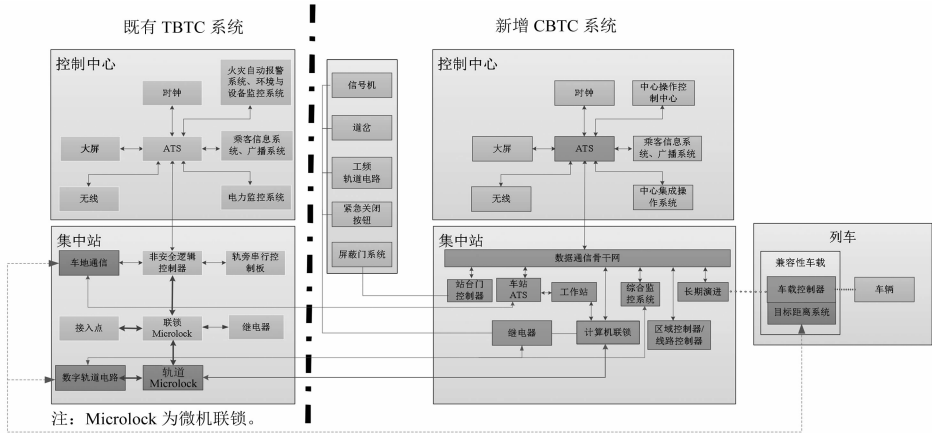 既有 TBTC 系统
新增 CBTC 系统
控制中心
时钟
火灾自动报警
系统、环境与
设备监控系统
大屏
ATS
乘客信息系
统、广播系统
无线
电力监控系统
集中站
车地通信
非安全逻辑
控制器
轨旁串行控
制板
接入点
联锁
Microlock
继电器
数字轨道电路
轨道
Microlock
注：Microlock 为微机联锁。
信号机
道岔
工频
轨道电路
紧急关闭
按钮
屏蔽门系统
控制中心
时钟
中心操作控
制中心
大屏
ATS
乘客信息系
统、广播系统
无线
中心集成操
作系统
集中站
数据通信骨干网
站台门
控制器
车站
ATS
工作站
综合监
控系统
长期演进
继电器
计算机联锁
区域控制器/
线路控制器
列车
兼容性车载
车载控制器
目标距离系统
车辆